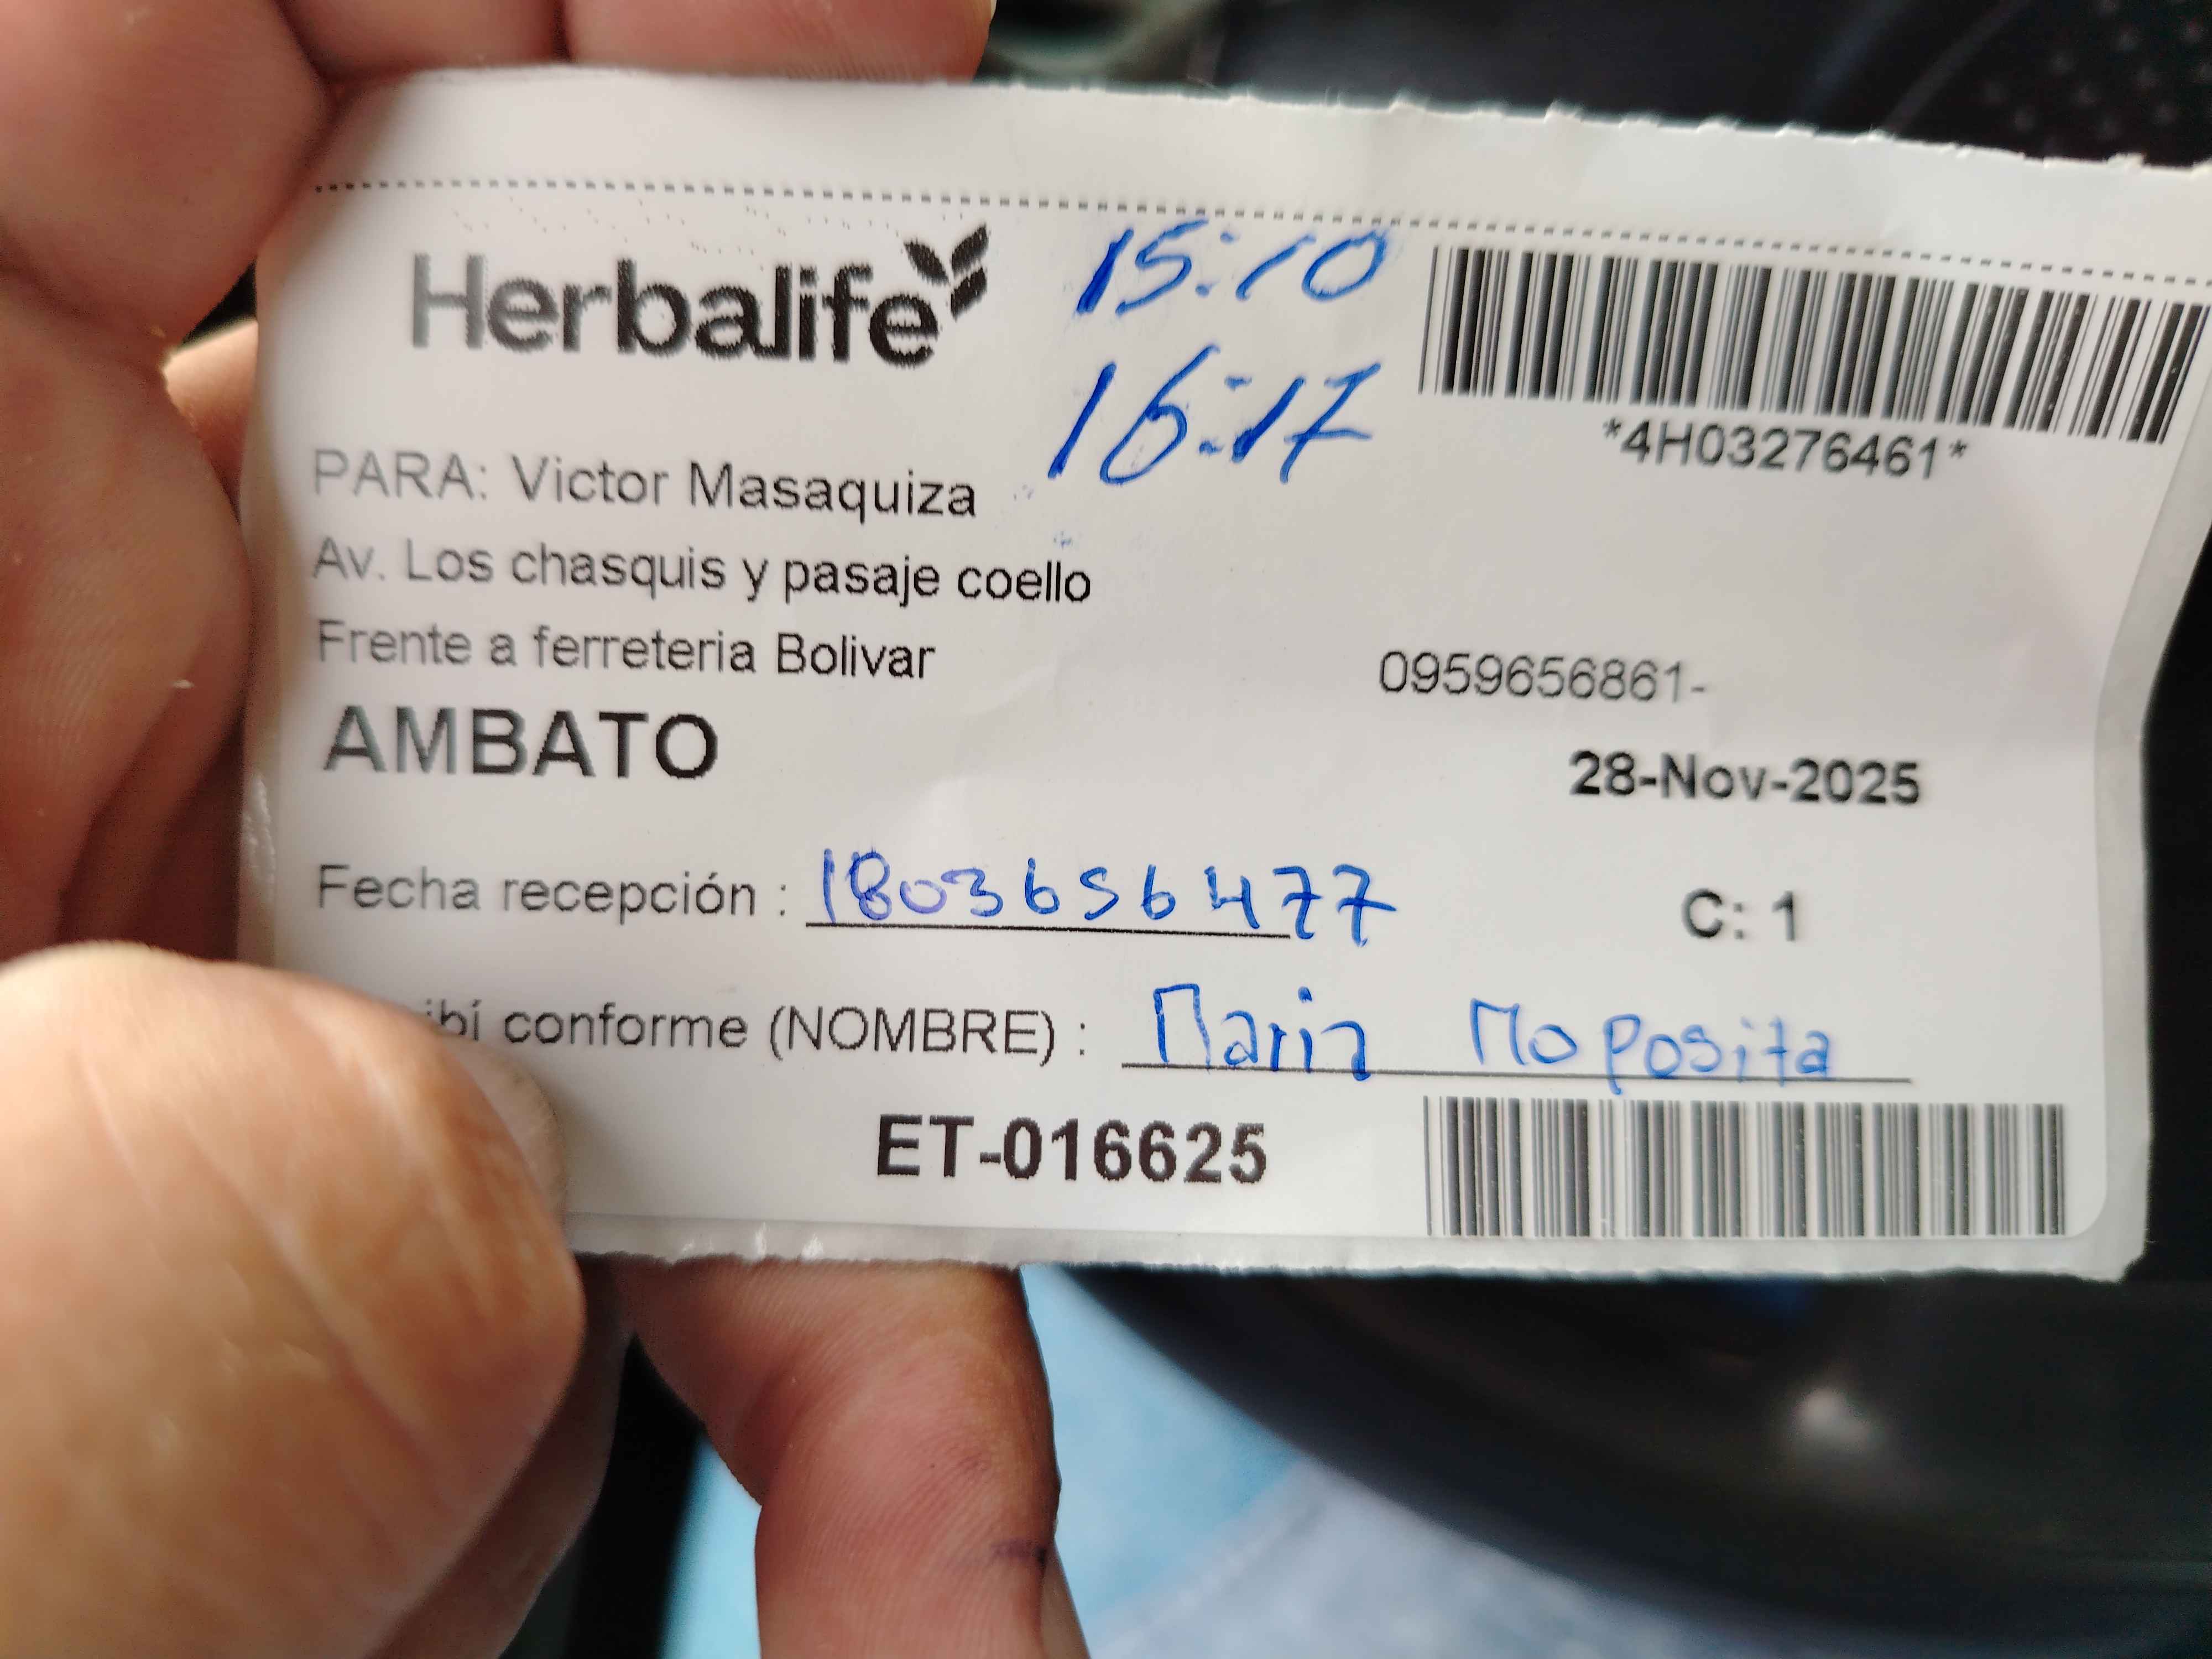 Herbalife
15:10
16:17
*4H03276461*
PARA: Victor Masaquiza
Av. Los chasquis y pasaje coello
Frente a ferreteria Bolivar
0959656861-
AMBATO
28-Nov-2025
Fecha recepción : 1803656477
C: 1
ibí conforme (NOMBRE) : Maria Moposita
ET-016625